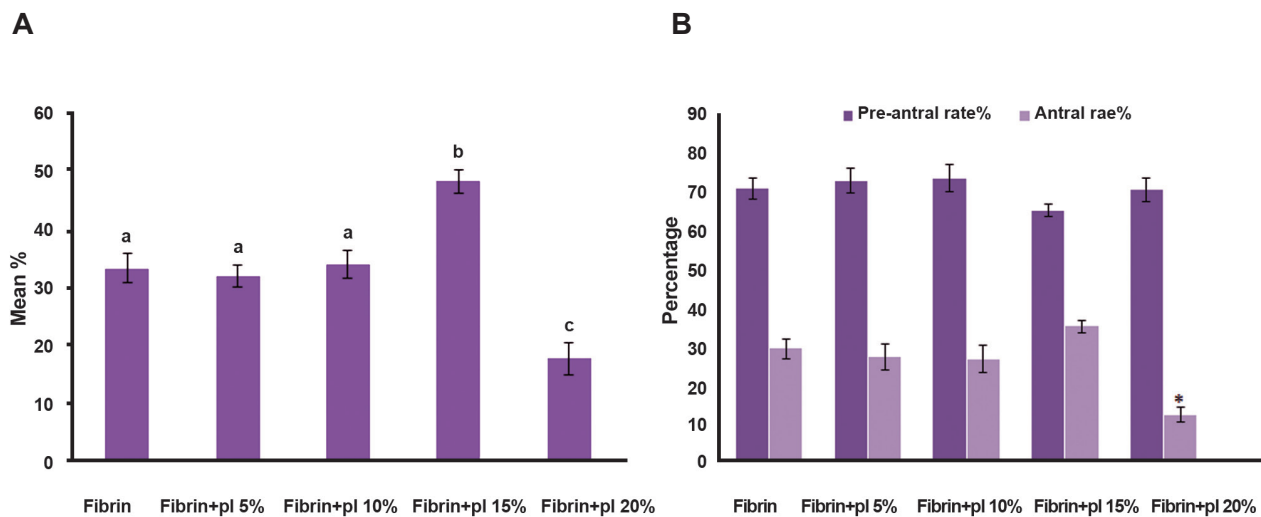 A
60
50
40
30
20
10
0
Mean %
a
a
a
b
c
Fibrin
Fibrin+pl 5%
Fibrin+pl 10%
Fibrin+pl 15%
Fibrin+pl 20%
B
Pre-antral rate%
Antral rae%
90
80
70
60
50
40
30
20
10
0
Percentage
*
Fibrin
Fibrin+pl 5%
Fibrin+pl 10%
Fibrin+pl 15%
Fibrin+pl 20%